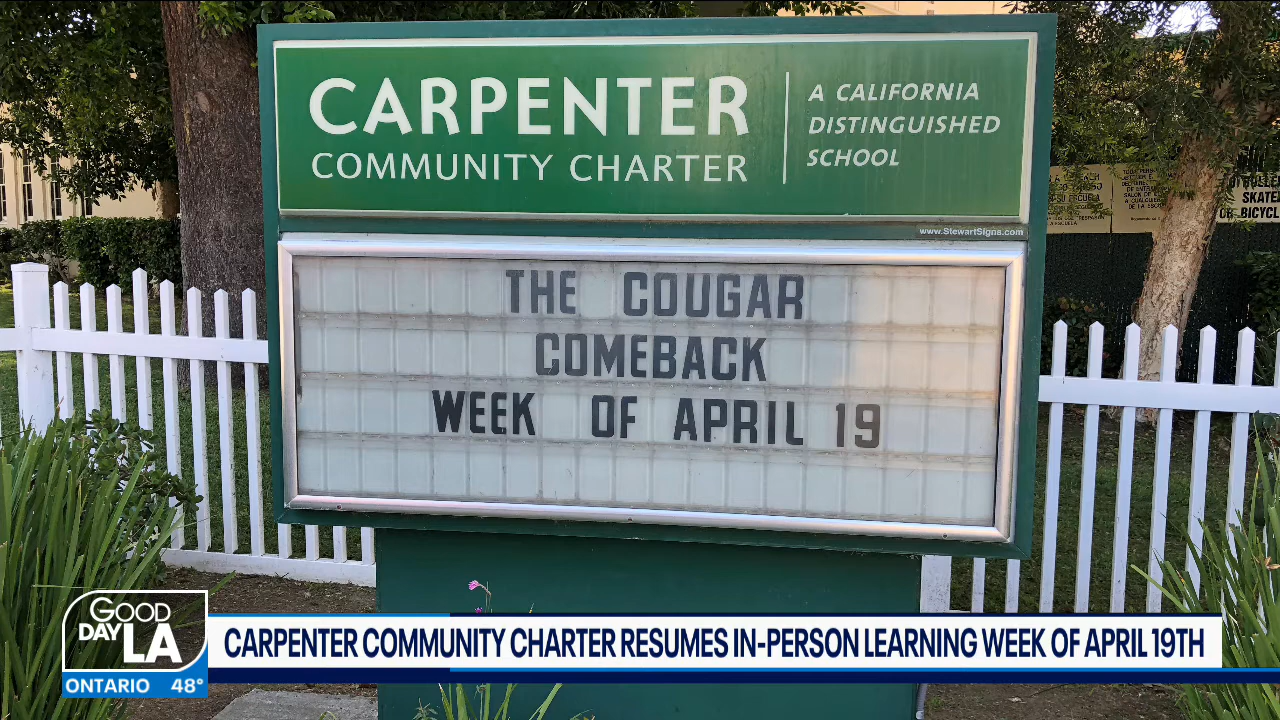 CARPENTER
COMMUNITY CHARTER
A CALIFORNIA
DISTINGUISHED
SCHOOL
www.StewartSigns.com
SKATE
OR BICYCL
THE COUGAR
COMEBACK
WEEK OF APRIL 19
GOOD
DAY LA
CARPENTER COMMUNITY CHARTER RESUMES IN-PERSON LEARNING WEEK OF APRIL 19TH
ONTARIO 48°